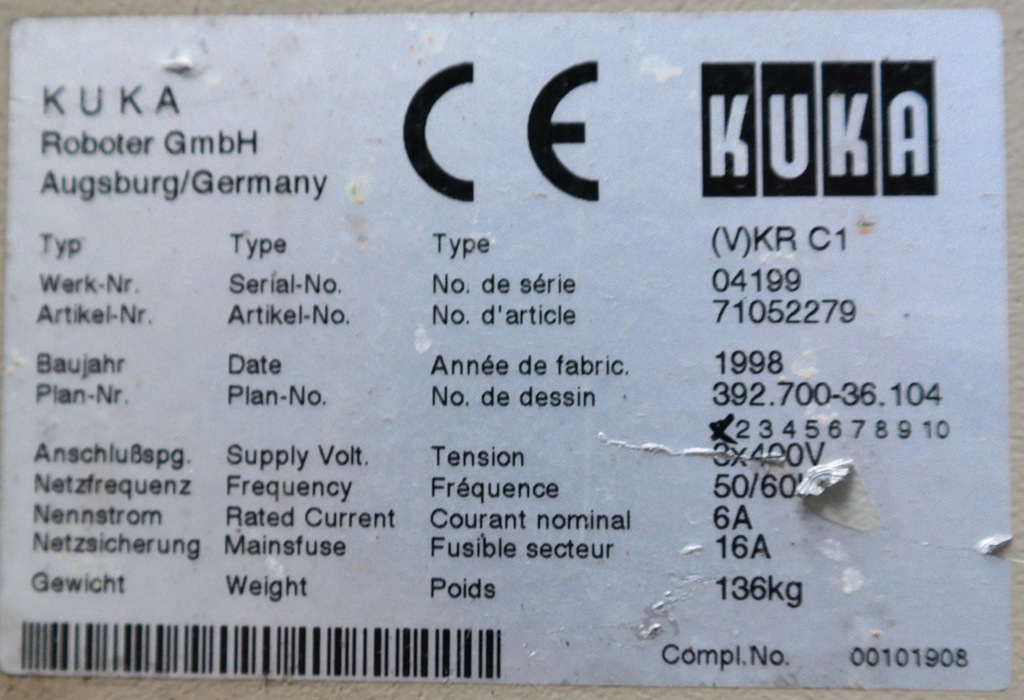 KUKA
Roboter GmbH
Augsburg/Germany
CE
KUKA
Typ Type Type (V)KR C1
Werk-Nr. Serial-No. No. de série 04199
Artikel-Nr. Artikel-No. No. d'article 71052279
Baujahr Date Année de fabric. 1998
Plan-Nr. Plan-No. No. de dessin 392.700-36.104
2 3 4 5 6 7 8 9 10
Anschlußspg. Supply Volt. Tension 3x400V
Netzfrequenz Frequency Fréquence 50/60
Nennstrom Rated Current Courant nominal 6A
Netzsicherung Mainsfuse Fusible secteur 16A
Gewicht Weight Poids 136kg
Compl.No. 00101908